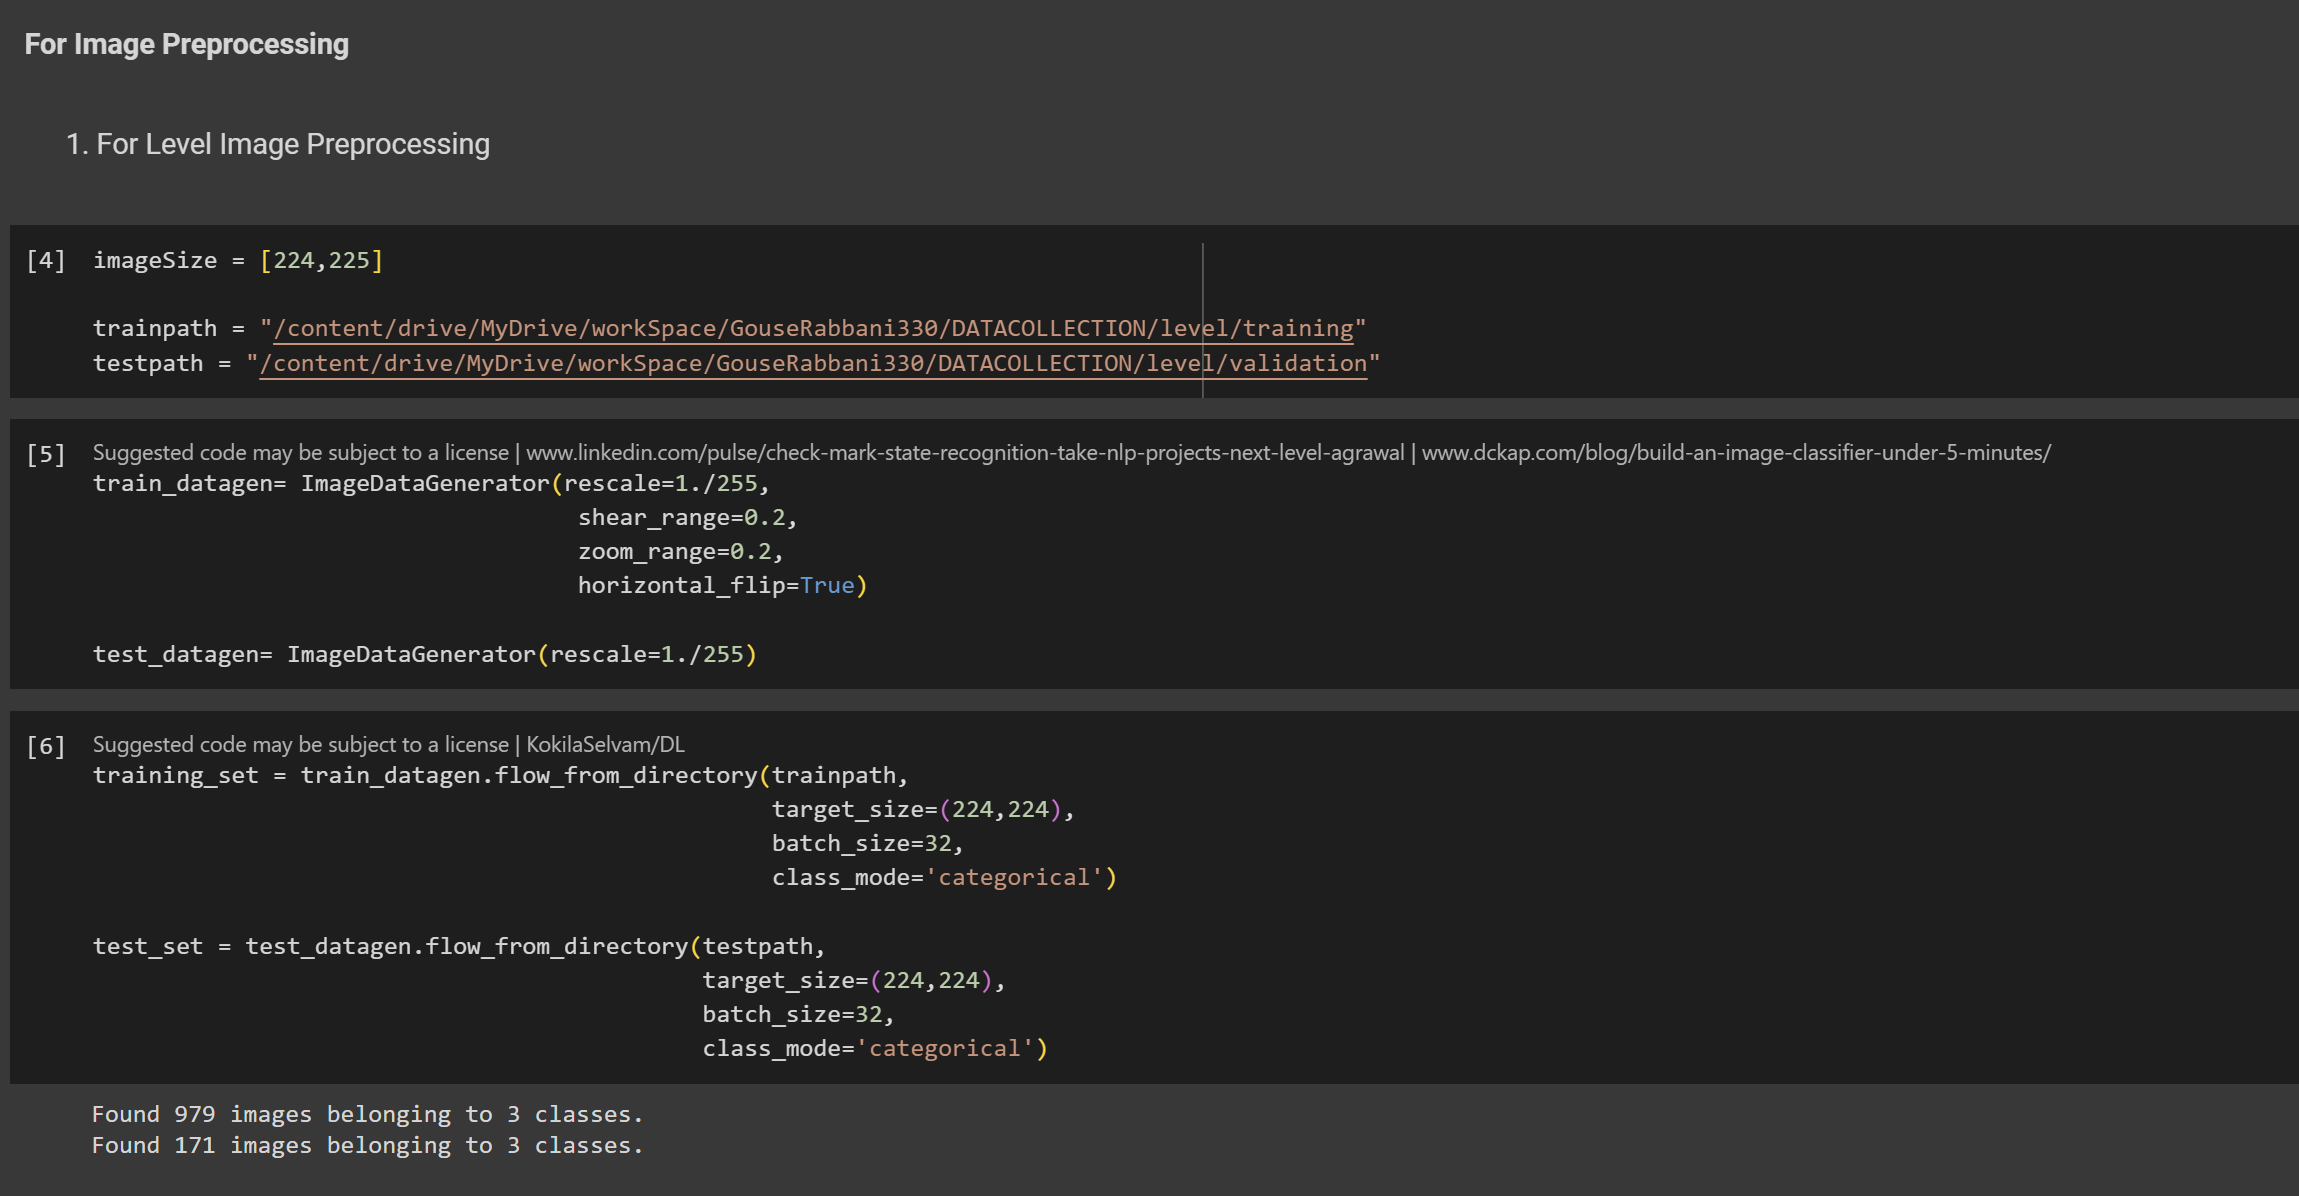 For Image Preprocessing
1. For Level Image Preprocessing
[4] imageSize = [224,225]
trainpath = "/content/drive/MyDrive/workSpace/GouseRabbani330/DATACOLLECTION/level/training"
testpath = "/content/drive/MyDrive/workSpace/GouseRabbani330/DATACOLLECTION/level/validation"
[5] Suggested code may be subject to a license | www.linkedin.com/pulse/check-mark-state-recognition-take-nlp-projects-next-level-agrawal | www.dckap.com/blog/build-an-image-classifier-under-5-minutes/
train_datagen= ImageDataGenerator(rescale=1./255,
shear_range=0.2,
zoom_range=0.2,
horizontal_flip=True)
test_datagen= ImageDataGenerator(rescale=1./255)
[6] Suggested code may be subject to a license | KokilaSelvam/DL
training_set = train_datagen.flow_from_directory(trainpath,
target_size=(224,224),
batch_size=32,
class_mode='categorical')
test_set = test_datagen.flow_from_directory(testpath,
target_size=(224,224),
batch_size=32,
class_mode='categorical')
Found 979 images belonging to 3 classes.
Found 171 images belonging to 3 classes.